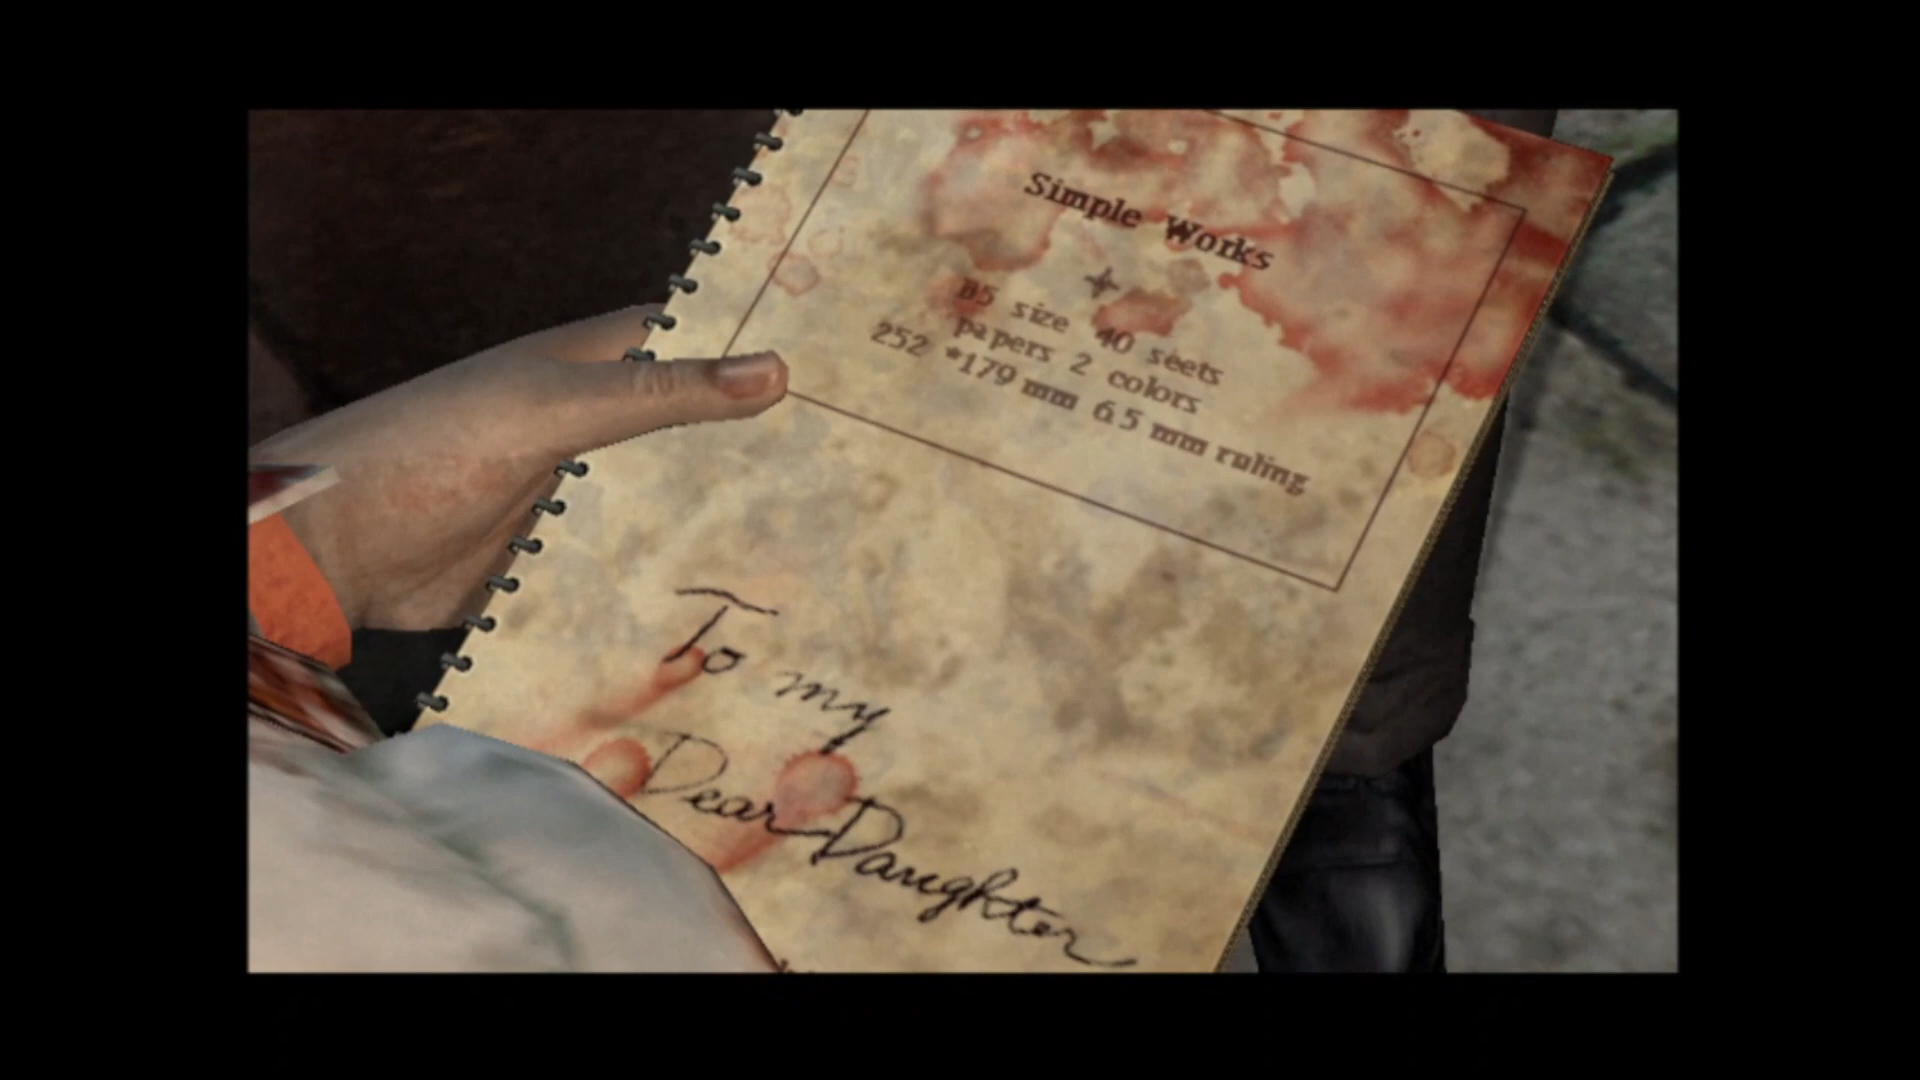 Simple Works
B5 size 40 seets
papers 2 colors
252 *179 mm 6.5 mm ruling
To my
Dear Daughter